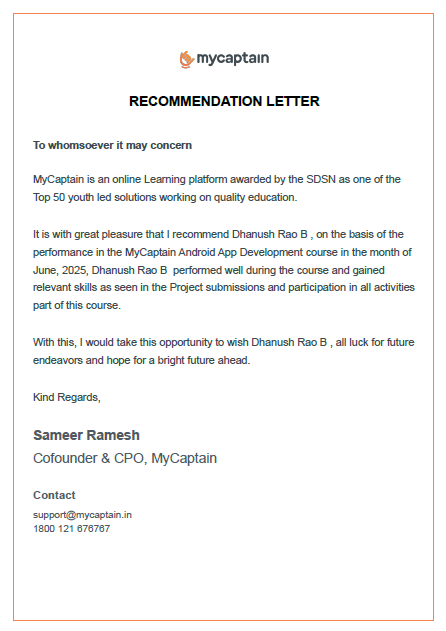 mycaptain
RECOMMENDATION LETTER
To whomsoever it may concern
MyCaptain is an online Learning platform awarded by the SDSN as one of the
Top 50 youth led solutions working on quality education.
It is with great pleasure that I recommend Dhanush Rao B , on the basis of the
performance in the MyCaptain Android App Development course in the month of
June, 2025, Dhanush Rao B  performed well during the course and gained
relevant skills as seen in the Project submissions and participation in all activities
part of this course.
With this, I would take this opportunity to wish Dhanush Rao B , all luck for future
endeavors and hope for a bright future ahead.
Kind Regards,
Sameer Ramesh
Cofounder & CPO, MyCaptain
Contact
support@mycaptain.in
1800 121 676767